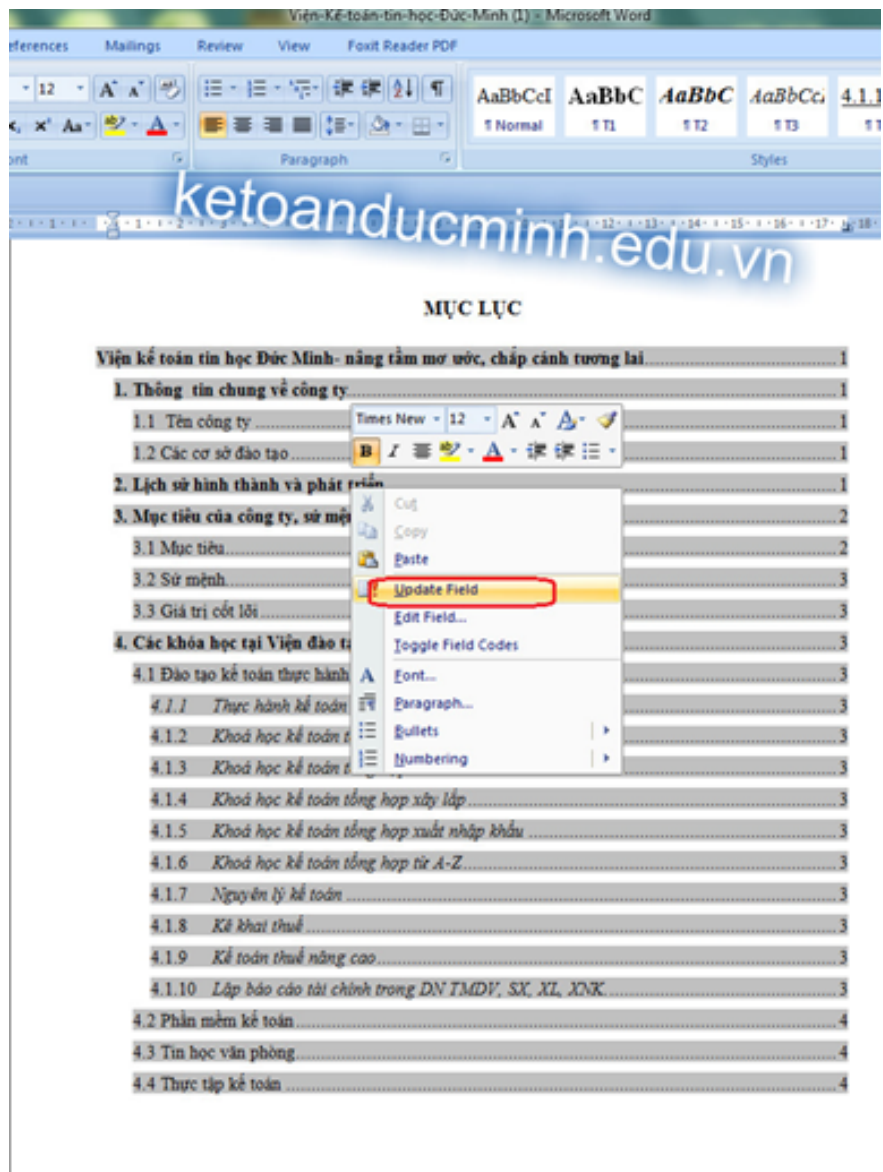 Viện-Kế-toán-tin-học-Đức-Minh (1) - Microsoft Word
eferences Mailings Review View Foxit Reader PDF
12
AaBbCcI AaBbC AaBbC AaBbCc 4.1.1
¶ Normal ¶ T1 ¶ T2 ¶ T3
ont Paragraph Styles
ketoanducminh.edu.vn
MỤC LỤC
Viện kế toán tin học Đức Minh- nâng tầm mơ ước, chắp cánh tương lai 1
1. Thông tin chung về công ty 1
1.1 Tên công ty 1
1.2 Các cơ sở đào tạo 1
2. Lịch sử hình thành và phát triển 1
3. Mục tiêu của công ty, sứ mệ 2
3.1 Mục tiêu 2
3.2 Sứ mệnh 3
3.3 Giá trị cốt lõi 3
4. Các khóa học tại Viện đào t 3
4.1 Đào tạo kế toán thực hành 3
4.1.1 Thực hành kế toán 3
4.1.2 Khoá học kế toán t 3
4.1.3 Khoá học kế toán t 3
4.1.4 Khoá học kế toán tổng hợp xây lắp 3
4.1.5 Khoá học kế toán tổng hợp xuất nhập khẩu 3
4.1.6 Khoá học kế toán tổng hợp từ A-Z 3
4.1.7 Nguyên lý kế toán 3
4.1.8 Kê khai thuế 3
4.1.9 Kế toán thuế nâng cao 3
4.1.10 Lập báo cáo tài chính trong DN TMDV, SX, XL, XNK 3
4.2 Phần mềm kế toán 4
4.3 Tin học văn phòng 4
4.4 Thực tập kế toán 4
Times New 12
Cut
Copy
Paste
Update Field
Edit Field...
Toggle Field Codes
Font...
Paragraph...
Bullets
Numbering